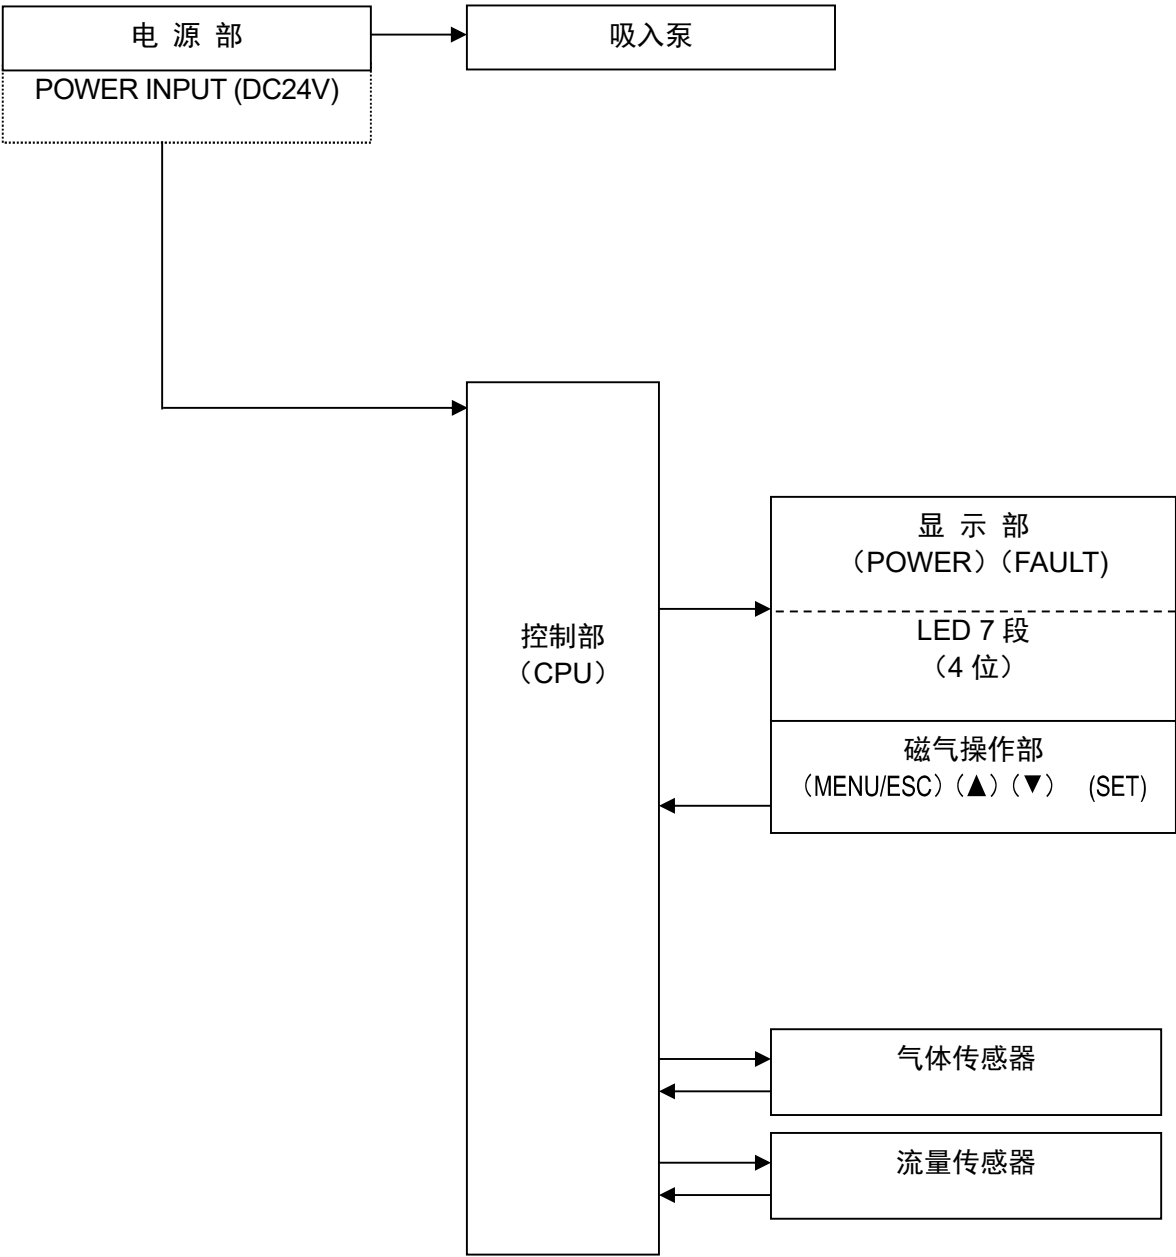 电 源 部
吸入泵
POWER INPUT (DC24V)
显 示 部
（POWER）（FAULT)
控制部
（CPU）
LED 7 段
（4 位）
磁气操作部
（MENU/ESC）（▲）（▼） (SET)
气体传感器
流量传感器